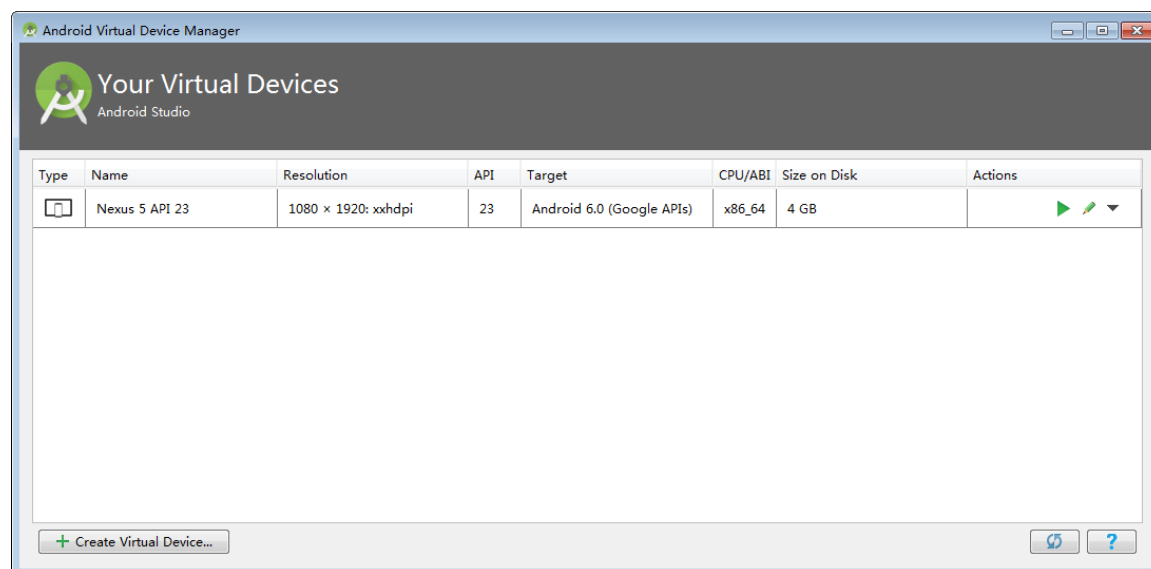 Android Virtual Device Manager
Your Virtual Devices
Android Studio
Type Name Resolution API Target CPU/ABI Size on Disk Actions
Nexus 5 API 23 1080 × 1920: xxhdpi 23 Android 6.0 (Google APIs) x86_64 4 GB
+ Create Virtual Device... ?